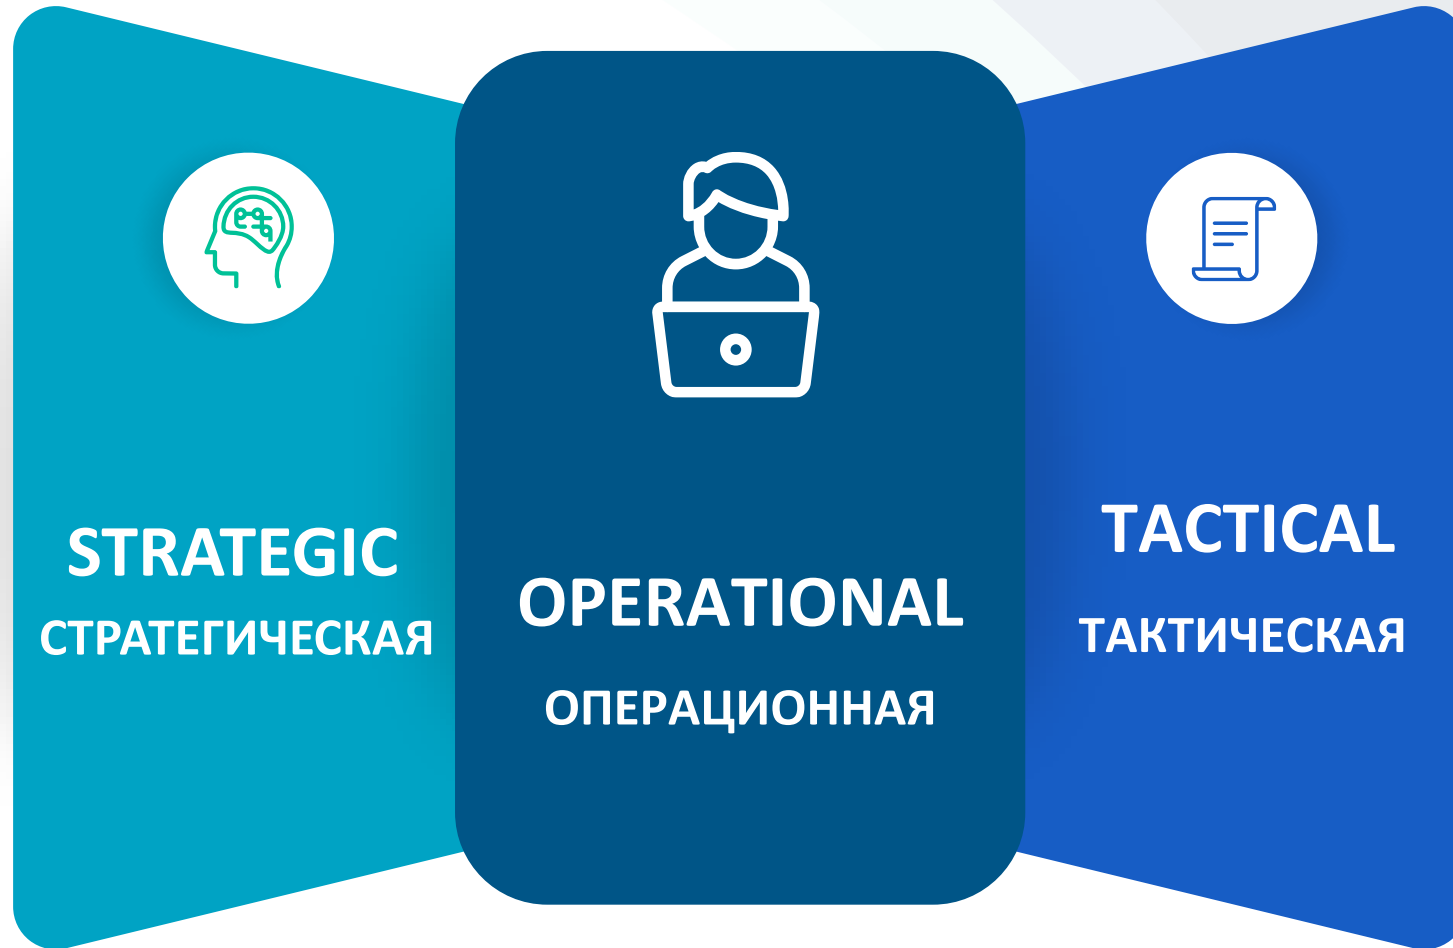 STRATEGIC
СТРАТЕГИЧЕСКАЯ
OPERATIONAL
ОПЕРАЦИОННАЯ
TACTICAL
ТАКТИЧЕСКАЯ